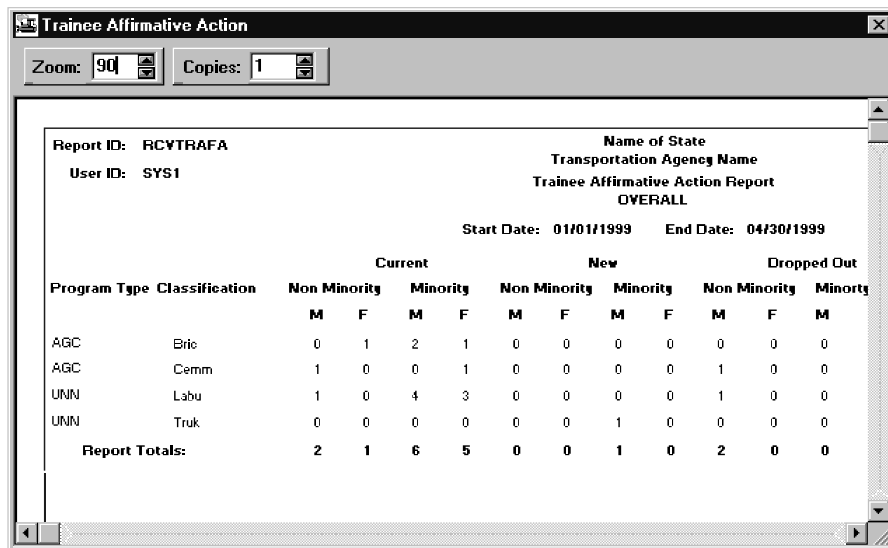 Trainee Affirmative Action
Zoom: 90 Copies: 1
Report ID: RCVTRAFA Name of State
Transportation Agency Name
User ID: SYS1 Trainee Affirmative Action Report
OVERALL
Start Date: 01/01/1999 End Date: 04/30/1999
Current New Dropped Out
Program Type Classification Non Minority Minority Non Minority Minority Non Minority Minorty
M F M F M F M F M F M
AGC Bric 0 1 2 1 0 0 0 0 0 0 0
AGC Cemm 1 0 0 1 0 0 0 0 1 0 0
UNN Labu 1 0 4 3 0 0 0 0 1 0 0
UNN Truk 0 0 0 0 0 0 1 0 0 0 0
Report Totals: 2 1 6 5 0 0 1 0 2 0 0